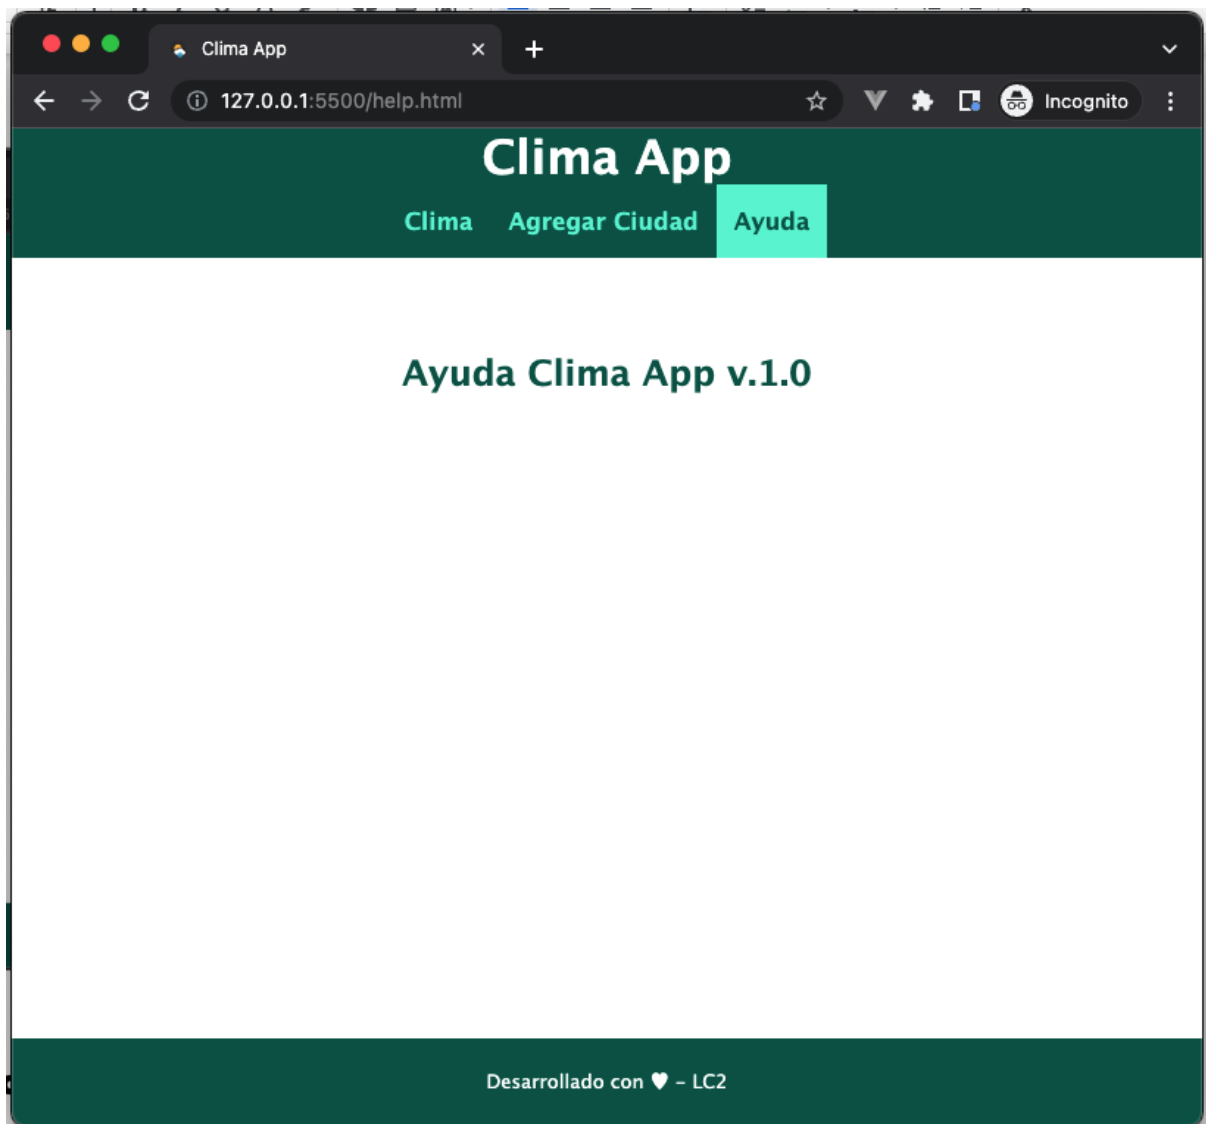 Clima App
127.0.0.1:5500/help.html
Incognito
Clima App
Clima Agregar Ciudad Ayuda
Ayuda Clima App v.1.0
Desarrollado con ♥ - LC2